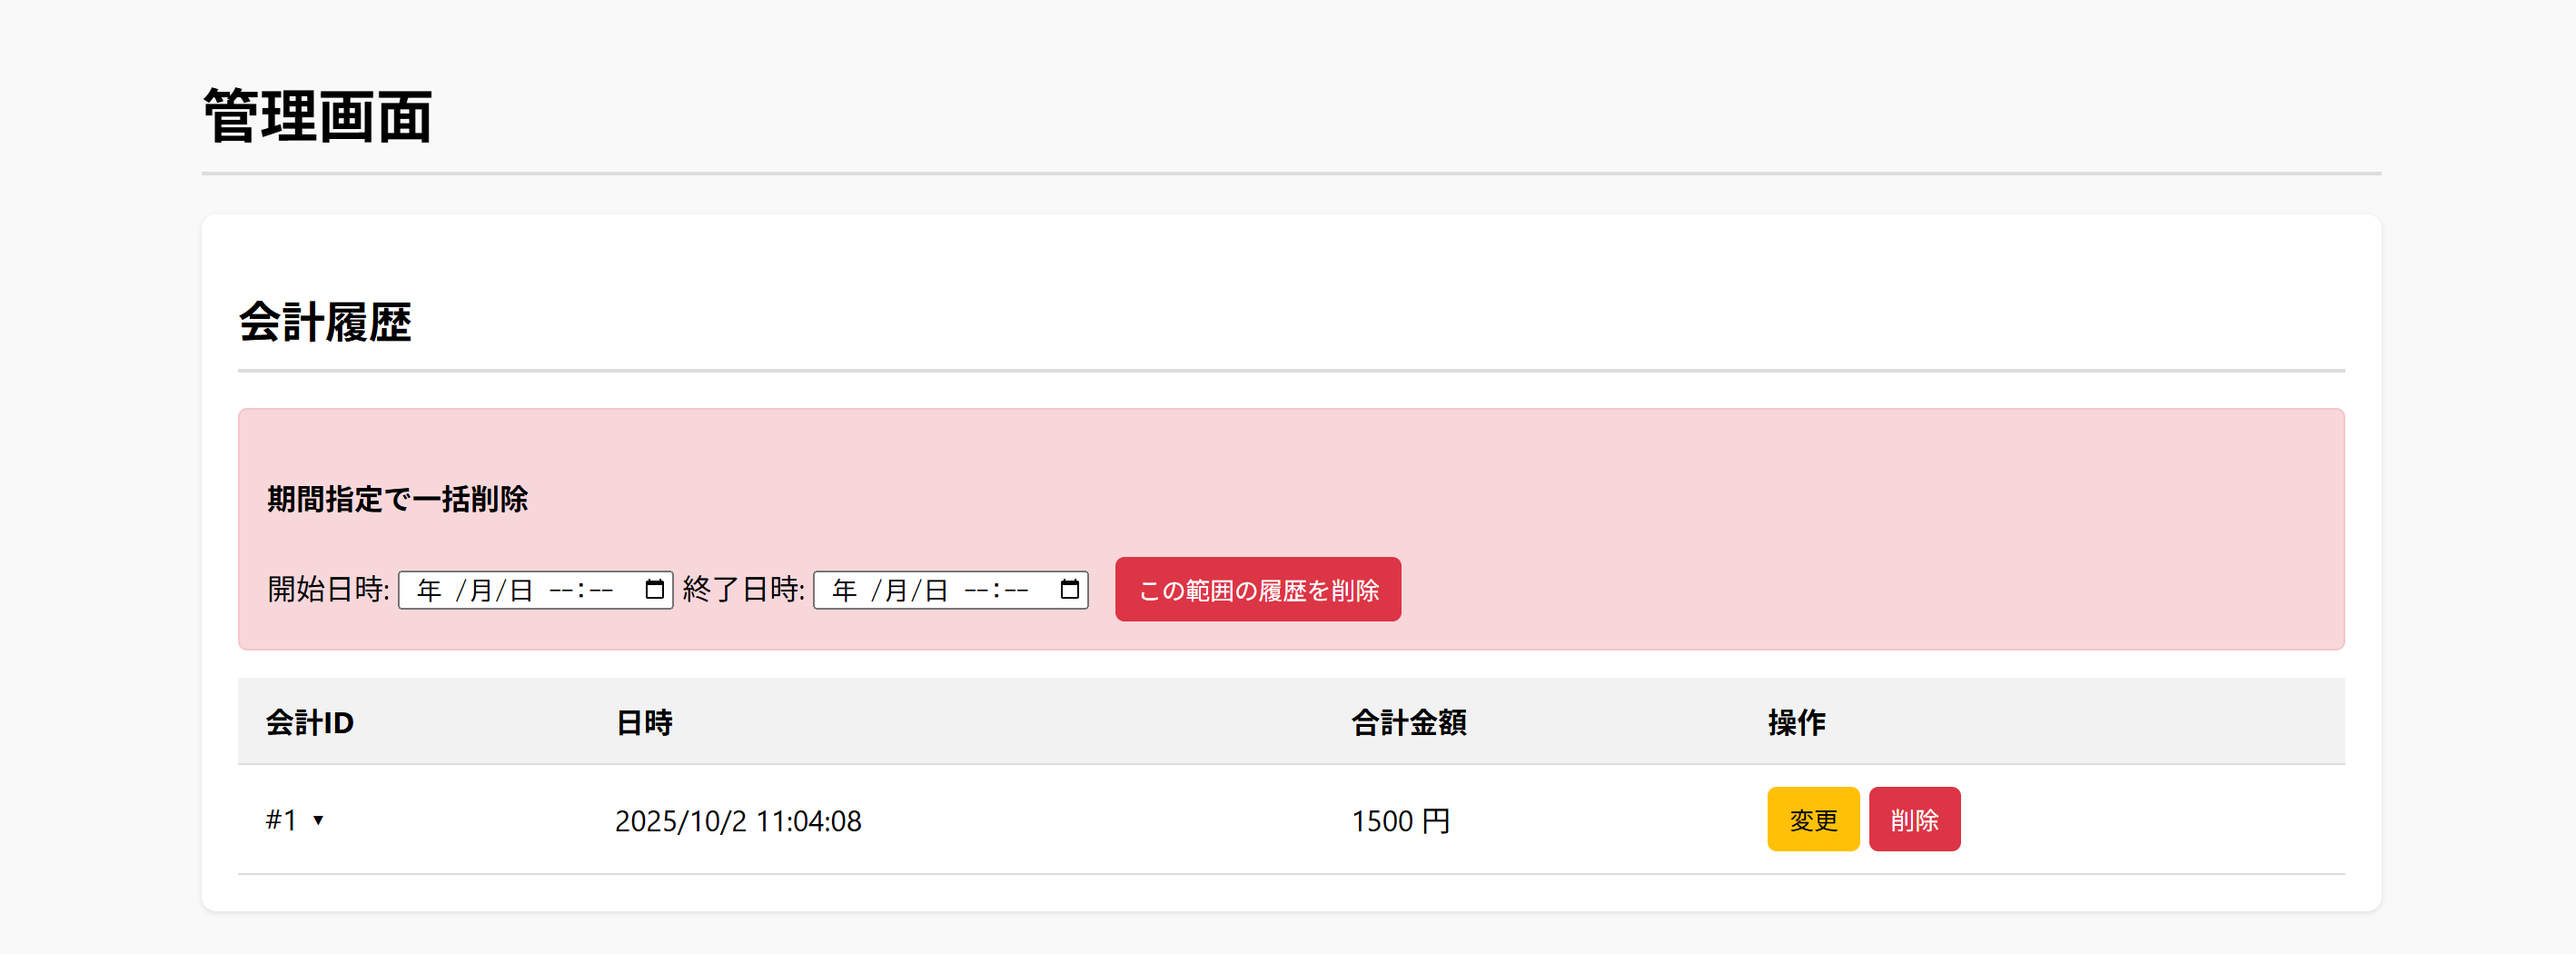 管理画面
会計履歴
期間指定で一括削除
開始日時: 年 /月/日 --:-- 終了日時: 年 /月/日 --:-- この範囲の履歴を削除
会計ID 日時 合計金額 操作
#1 ▼ 2025/10/2 11:04:08 1500 円 変更 削除